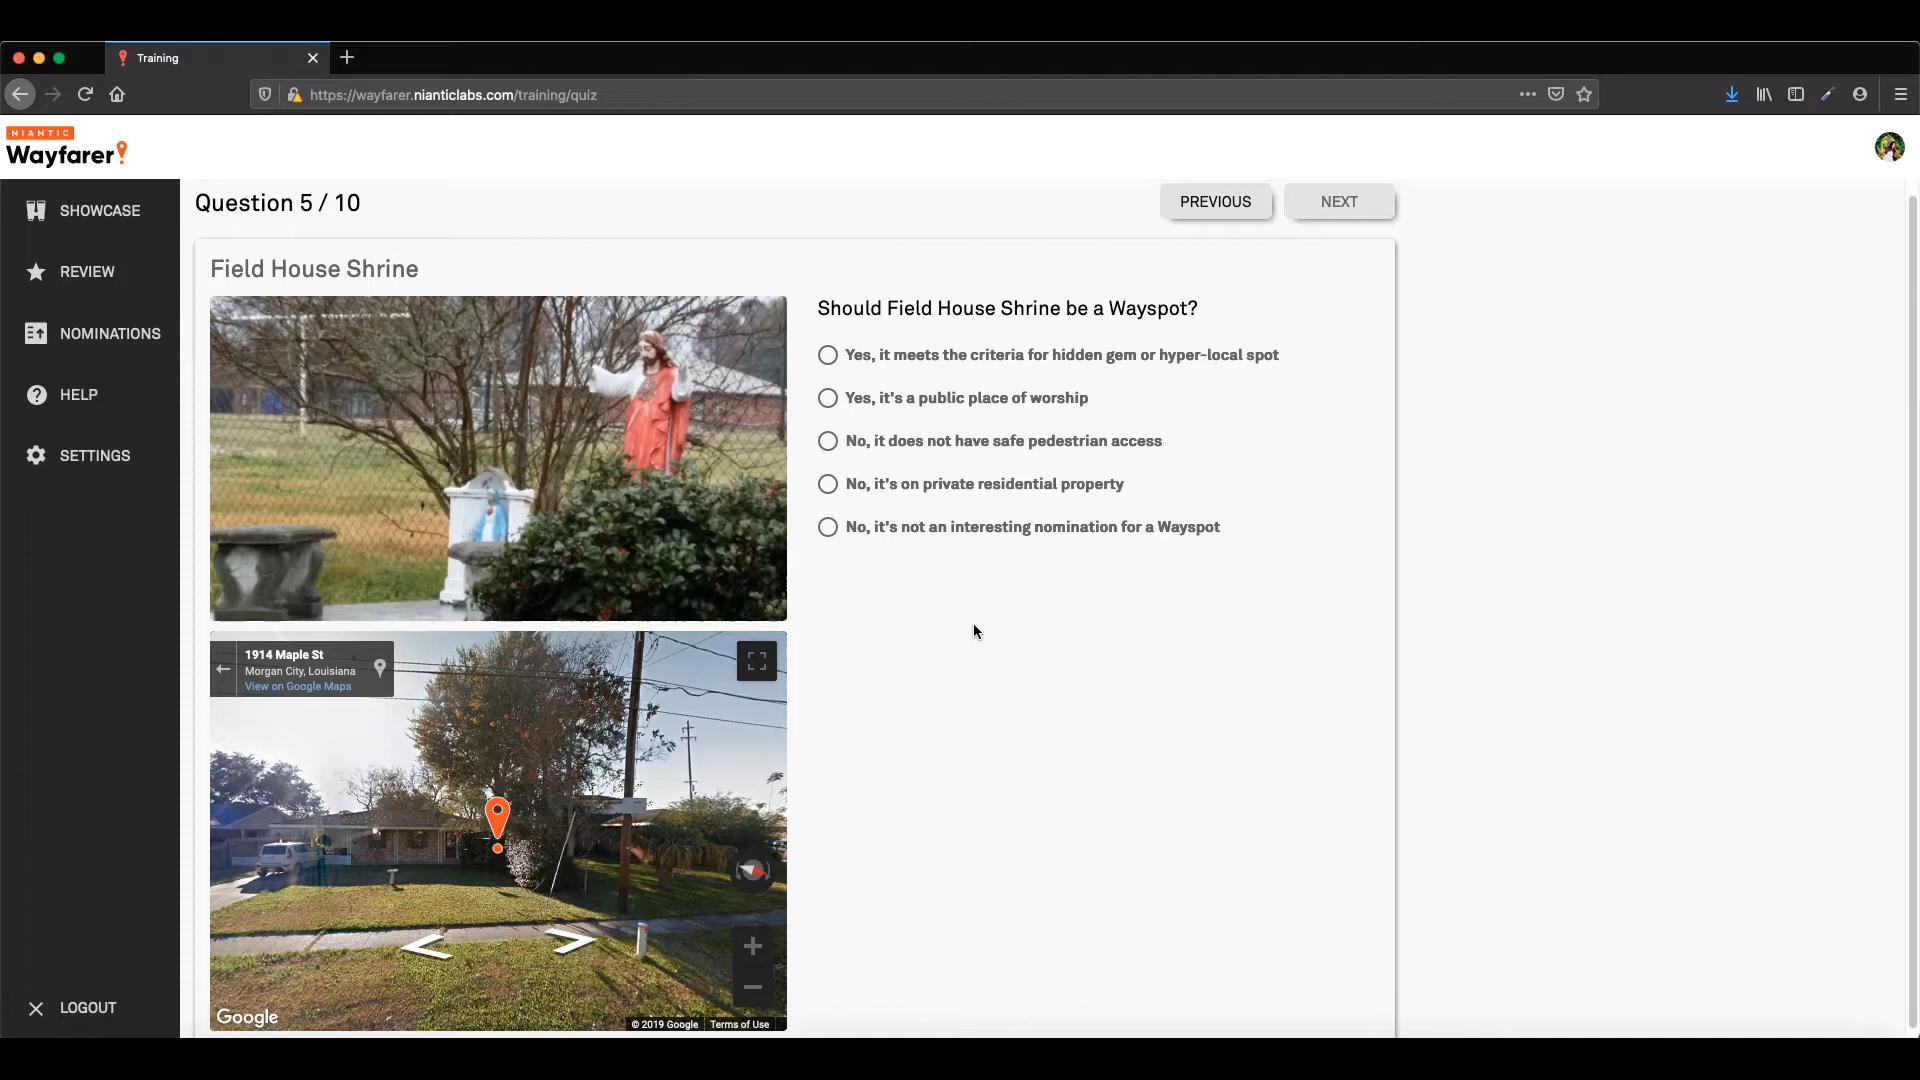 Training
https://wayfarer.nianticlabs.com/training/quiz
NIANTIC
Wayfarer
SHOWCASE
REVIEW
NOMINATIONS
HELP
SETTINGS
LOGOUT
Question 5 / 10
PREVIOUS
NEXT
Field House Shrine
Should Field House Shrine be a Wayspot?
Yes, it meets the criteria for hidden gem or hyper-local spot
Yes, it's a public place of worship
No, it does not have safe pedestrian access
No, it's on private residential property
No, it's not an interesting nomination for a Wayspot
1914 Maple St
Morgan City, Louisiana
View on Google Maps
Google
© 2019 Google
Terms of Use